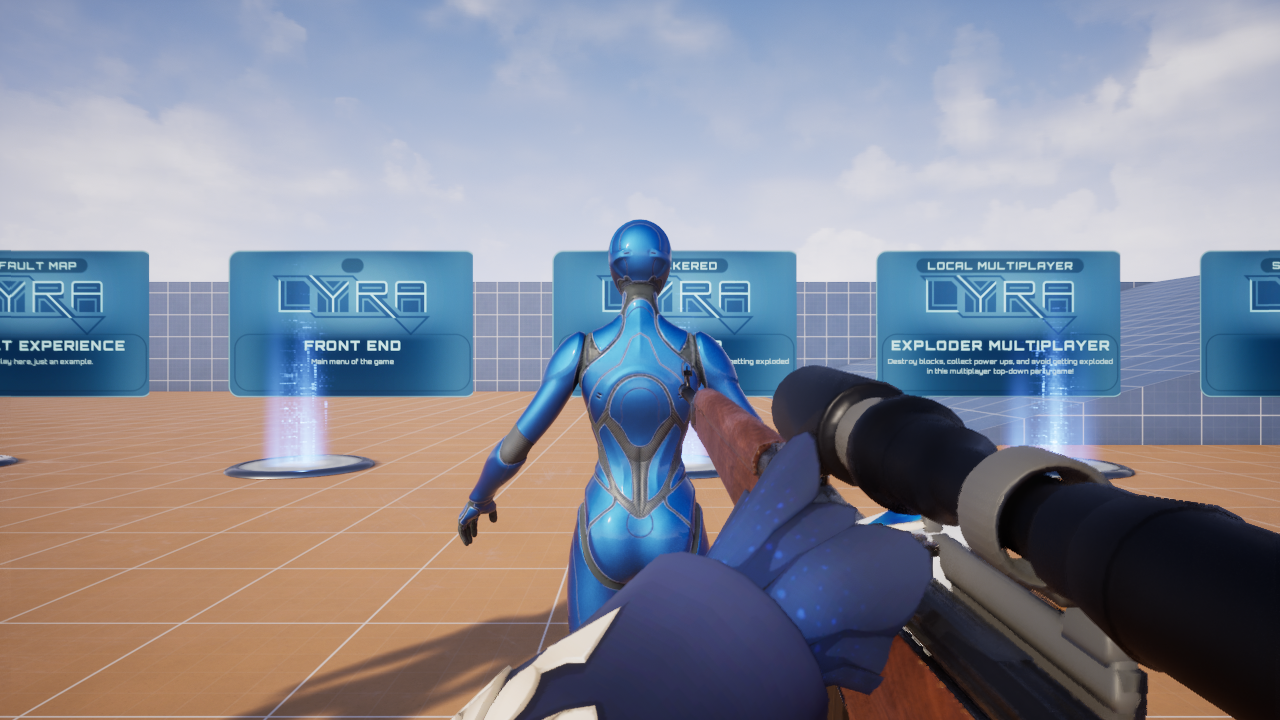 FAULT MAP
YRA
T EXPERIENCE
lay here, just an example.
LYRA
FRONT END
Main menu of the game
KERED
LYRA
getting exploded
LOCAL MULTIPLAYER
LYRA
EXPLODER MULTIPLAYER
Destroy blocks, collect power ups, and avoid getting exploded
in this multiplayer top-down party game!